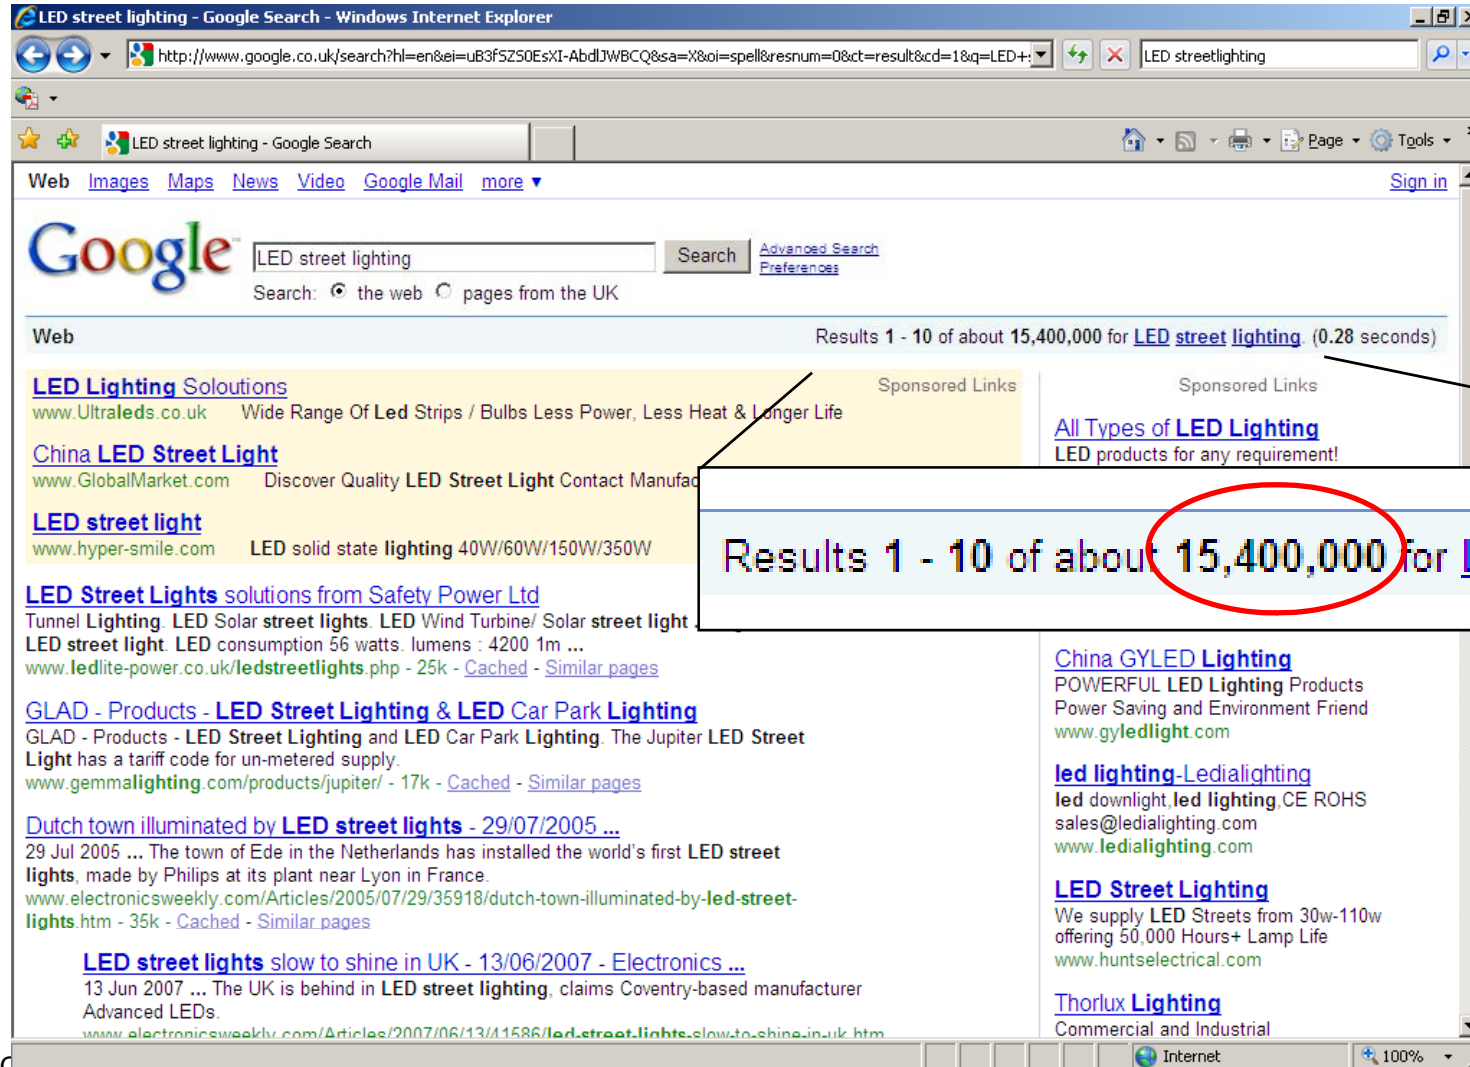 LED street lighting - Google Search - Windows Internet Explorer
http://www.google.co.uk/search?hl=en&ei=uB3fSZS0EsXI-AbdlJWBCQ&sa=X&oi=spell&resnum=0&ct=result&cd=1&q=LED+
LED streetlighting
LED street lighting - Google Search
Page Tools
Web Images Maps News Video Google Mail more ▼ Sign in
Google™
LED street lighting Search Advanced Search
Preferences
Search: the web pages from the UK
Web Results 1 - 10 of about 15,400,000 for LED street lighting. (0.28 seconds)
LED Lighting Soloutions Sponsored Links
www.Ultraleds.co.uk Wide Range Of Led Strips / Bulbs Less Power, Less Heat & Longer Life
China LED Street Light
www.GlobalMarket.com Discover Quality LED Street Light Contact Manufac
LED street light
www.hyper-smile.com LED solid state lighting 40W/60W/150W/350W
Sponsored Links
All Types of LED Lighting
LED products for any requirement!
Results 1 - 10 of about 15,400,000 for
LED Street Lights solutions from Safety Power Ltd
Tunnel Lighting. LED Solar street lights. LED Wind Turbine/ Solar street light
LED street light. LED consumption 56 watts. lumens : 4200 1m ...
www.ledlite-power.co.uk/ledstreetlights.php - 25k - Cached - Similar pages
GLAD - Products - LED Street Lighting & LED Car Park Lighting
GLAD - Products - LED Street Lighting and LED Car Park Lighting. The Jupiter LED Street
Light has a tariff code for un-metered supply.
www.gemmalighting.com/products/jupiter/ - 17k - Cached - Similar pages
Dutch town illuminated by LED street lights - 29/07/2005 ...
29 Jul 2005 ... The town of Ede in the Netherlands has installed the world's first LED street
lights, made by Philips at its plant near Lyon in France.
www.electronicsweekly.com/Articles/2005/07/29/35918/dutch-town-illuminated-by-led-street-
lights.htm - 35k - Cached - Similar pages
LED street lights slow to shine in UK - 13/06/2007 - Electronics ...
13 Jun 2007 ... The UK is behind in LED street lighting, claims Coventry-based manufacturer
Advanced LEDs.
www.electronicsweekly.com/Articles/2007/06/13/41586/led-street-lights-slow-to-shine-in-uk.htm
China GYLED Lighting
POWERFUL LED Lighting Products
Power Saving and Environment Friend
www.gyledlight.com
led lighting-Ledialighting
led downlight,led lighting,CE ROHS
sales@ledialighting.com
www.ledialighting.com
LED Street Lighting
We supply LED Streets from 30w-110w
offering 50,000 Hours+ Lamp Life
www.huntselectrical.com
Thorlux Lighting
Commercial and Industrial
Internet 100%